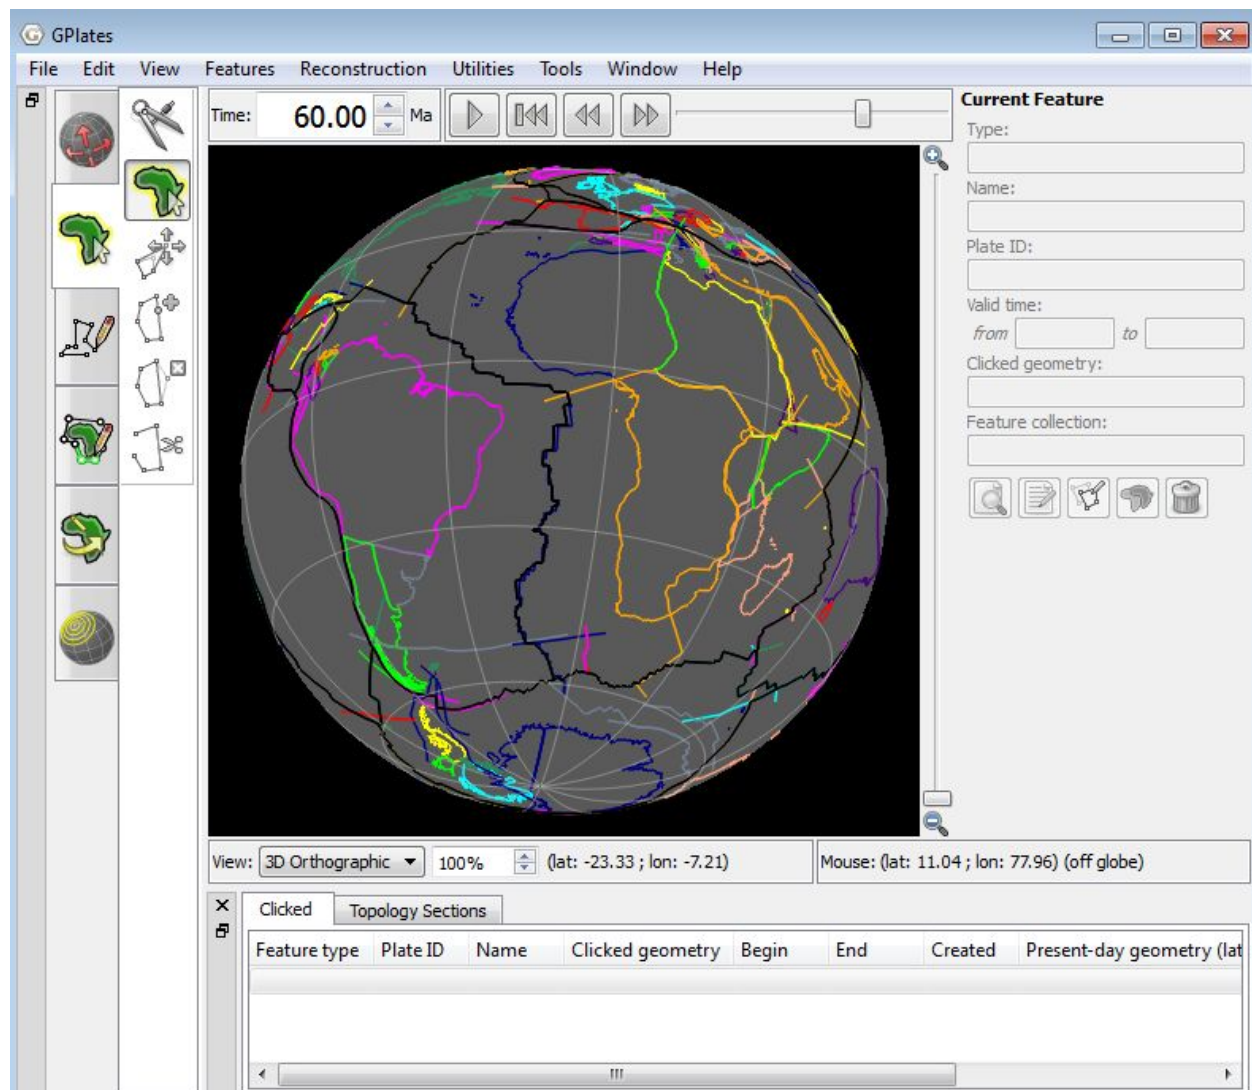 GPlates
File Edit View Features Reconstruction Utilities Tools Window Help
Time: 60.00 Ma
Current Feature
Type:
Name:
Plate ID:
Valid time:
from to
Clicked geometry:
Feature collection:
View: 3D Orthographic 100% (lat: -23.33 ; lon: -7.21) Mouse: (lat: 11.04 ; lon: 77.96) (off globe)
Clicked Topology Sections
Feature type Plate ID Name Clicked geometry Begin End Created Present-day geometry (lat